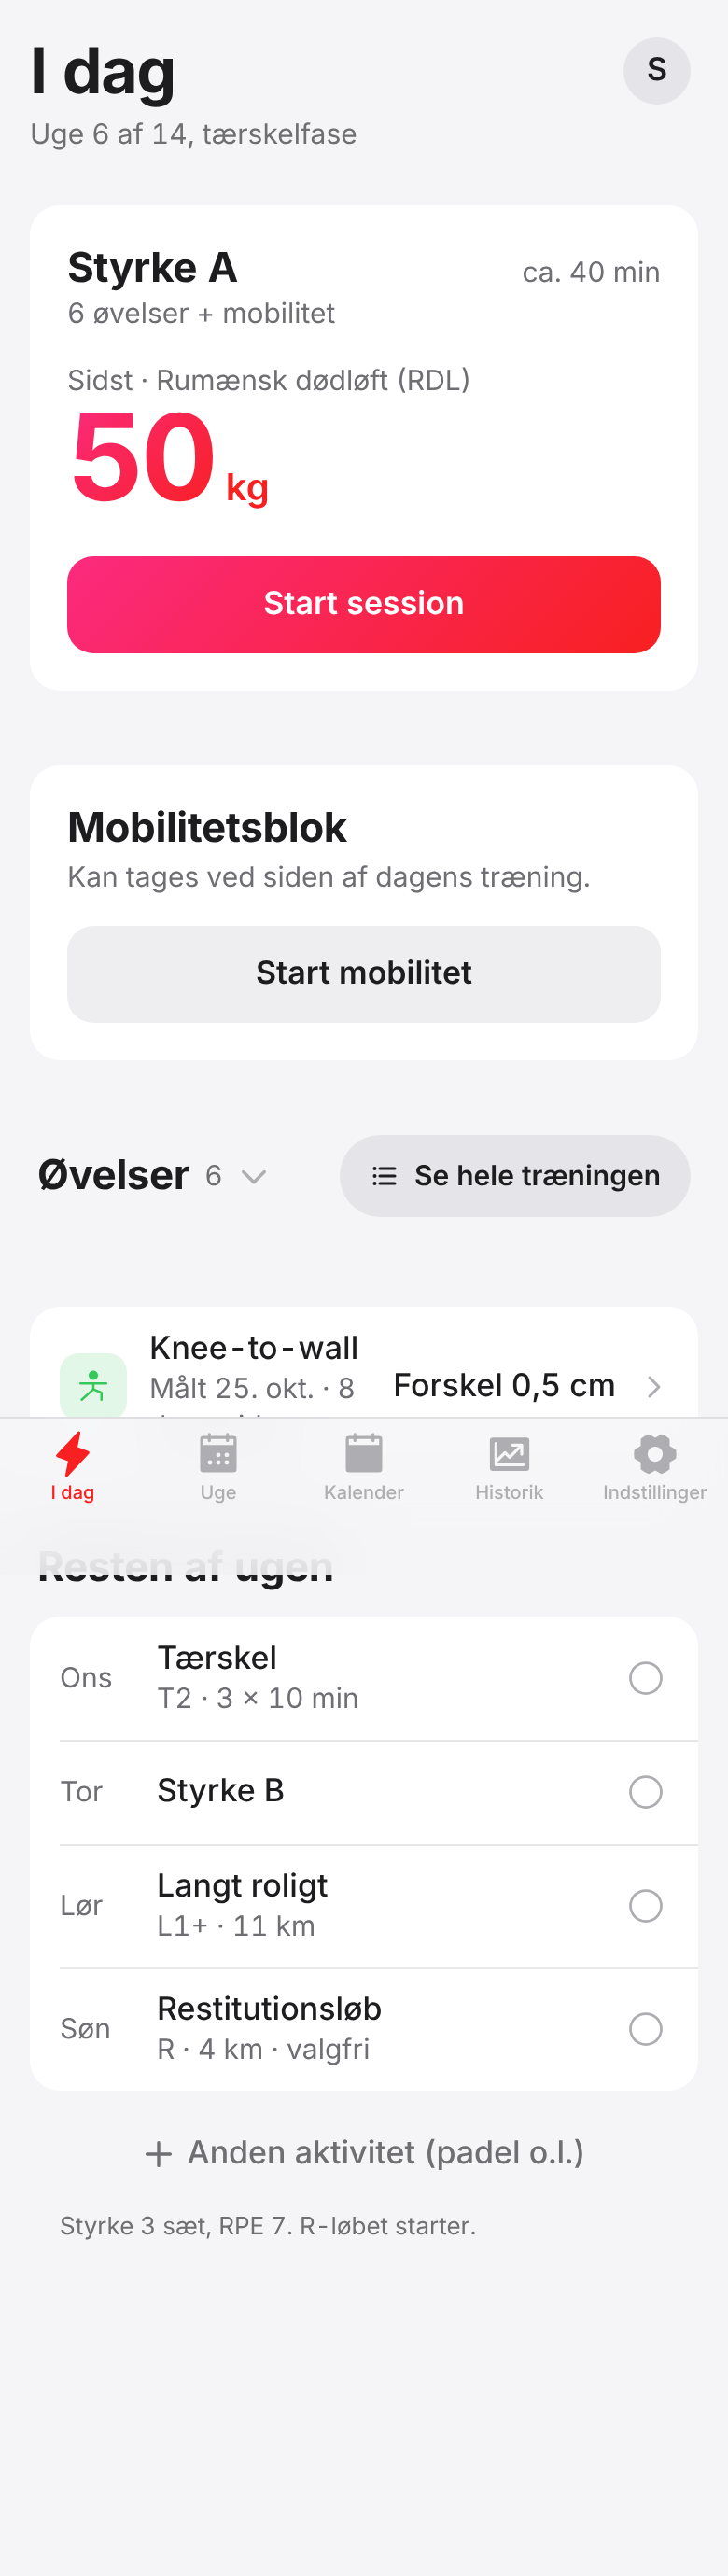 I dag
S
Uge 6 af 14, tærskelfase
Styrke A
ca. 40 min
6 øvelser + mobilitet
Sidst · Rumænsk dødløft (RDL)
50 kg
Start session
Mobilitetsblok
Kan tages ved siden af dagens træning.
Start mobilitet
Øvelser 6
Se hele træningen
Knee-to-wall
Målt 25. okt. · 8
Forskel 0,5 cm
I dag
Uge
Kalender
Historik
Indstillinger
Resten af ugen
Ons
Tærskel
T2 · 3 × 10 min
Tor
Styrke B
Lør
Langt roligt
L1+ · 11 km
Søn
Restitutionsløb
R · 4 km · valgfri
+ Anden aktivitet (padel o.l.)
Styrke 3 sæt, RPE 7. R-løbet starter.